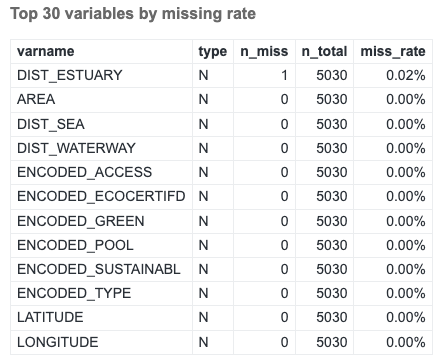 Top 30 variables by missing rate
varname type n_miss n_total miss_rate
DIST_ESTUARY N 1 5030 0.02%
AREA N 0 5030 0.00%
DIST_SEA N 0 5030 0.00%
DIST_WATERWAY N 0 5030 0.00%
ENCODED_ACCESS N 0 5030 0.00%
ENCODED_ECOCERTIFD N 0 5030 0.00%
ENCODED_GREEN N 0 5030 0.00%
ENCODED_POOL N 0 5030 0.00%
ENCODED_SUSTAINABL N 0 5030 0.00%
ENCODED_TYPE N 0 5030 0.00%
LATITUDE N 0 5030 0.00%
LONGITUDE N 0 5030 0.00%